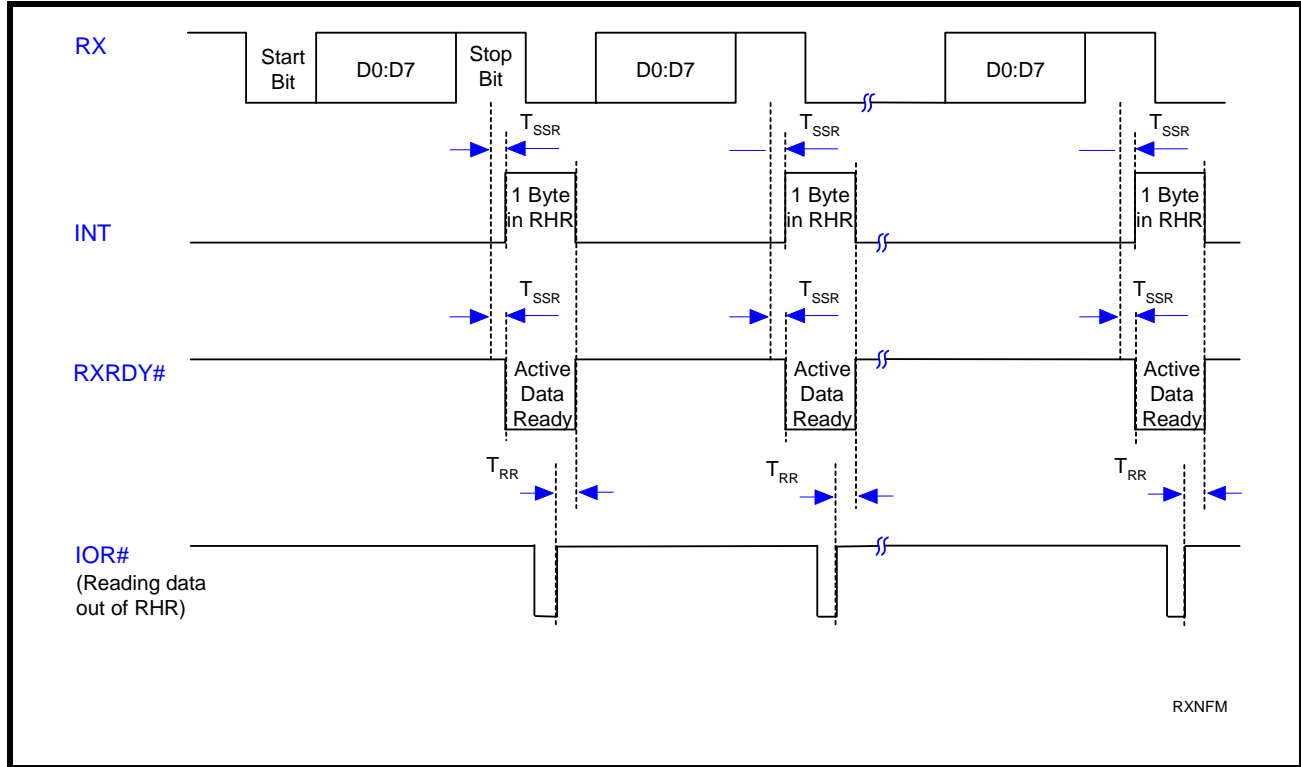 RX
Start
Bit
D0:D7
Stop
Bit
D0:D7
D0:D7
TSSR
TSSR
TSSR
INT
1 Byte
in RHR
1 Byte
in RHR
1 Byte
in RHR
TSSR
TSSR
TSSR
RXRDY#
Active
Data
Ready
Active
Data
Ready
Active
Data
Ready
TRR
TRR
TRR
IOR#
(Reading data
out of RHR)
RXNFM